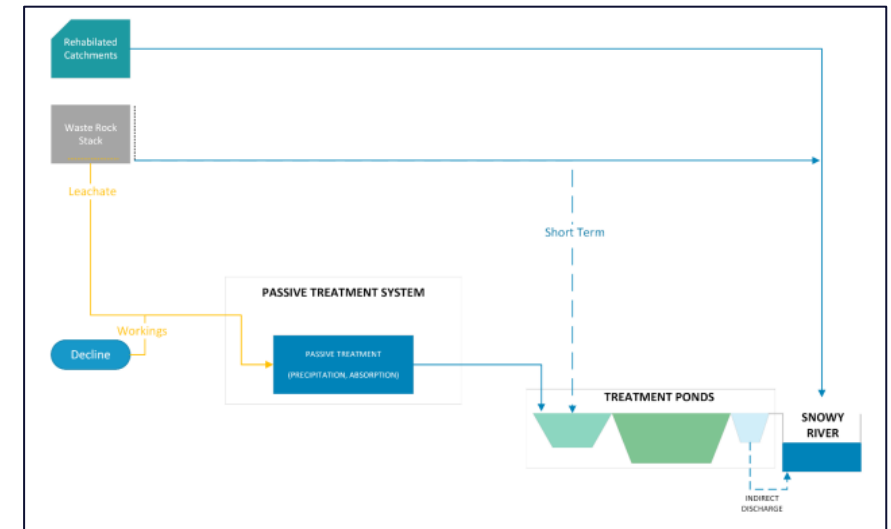 Rehabilated
Catchments
Waste Rock
Stack
Leachate
Short Term
PASSIVE TREATMENT SYSTEM
Workings
Decline
PASSIVE TREATMENT
(PRECIPITATION, ABSORPTION)
TREATMENT PONDS
SNOWY
RIVER
INDIRECT
DISCHARGE